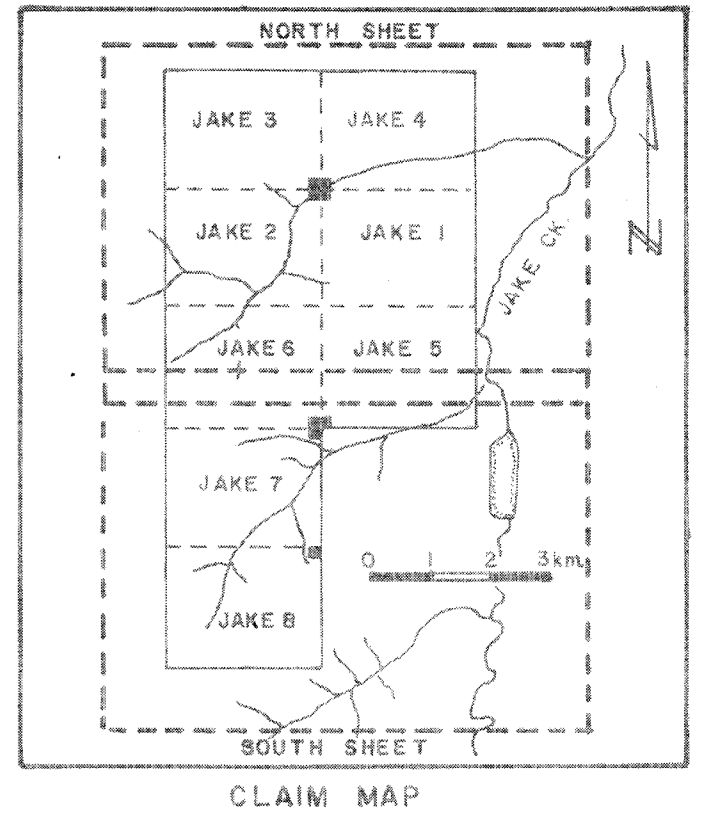 NORTH SHEET
JAKE 3 JAKE 4
JAKE 2 JAKE 1
JAKE CK.
JAKE 6 JAKE 5
JAKE 7
0 1 2 3 km.
JAKE 8
SOUTH SHEET
CLAIM MAP
N